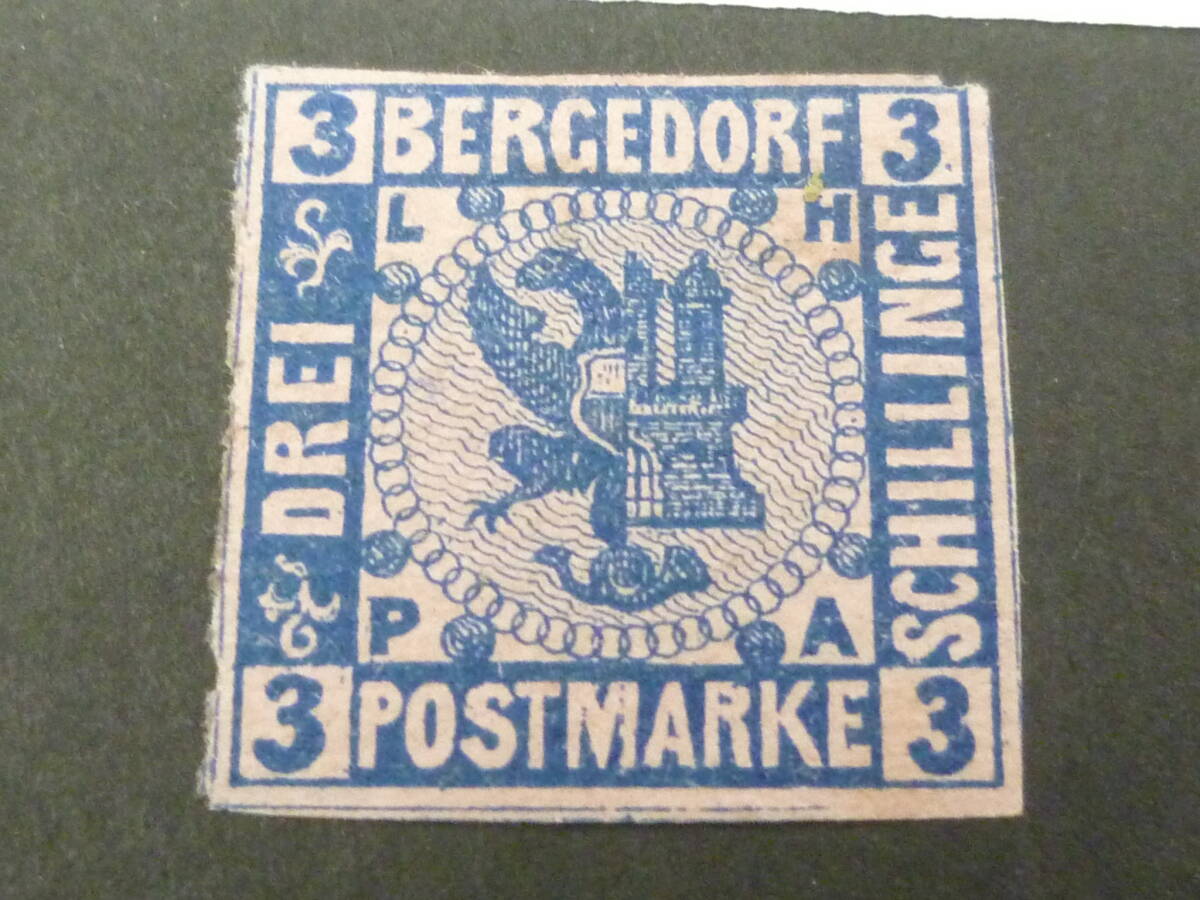 3 BERGEDORF 3
L H
DREI
SCHILLINGE
P A
3 POSTMARKE 3